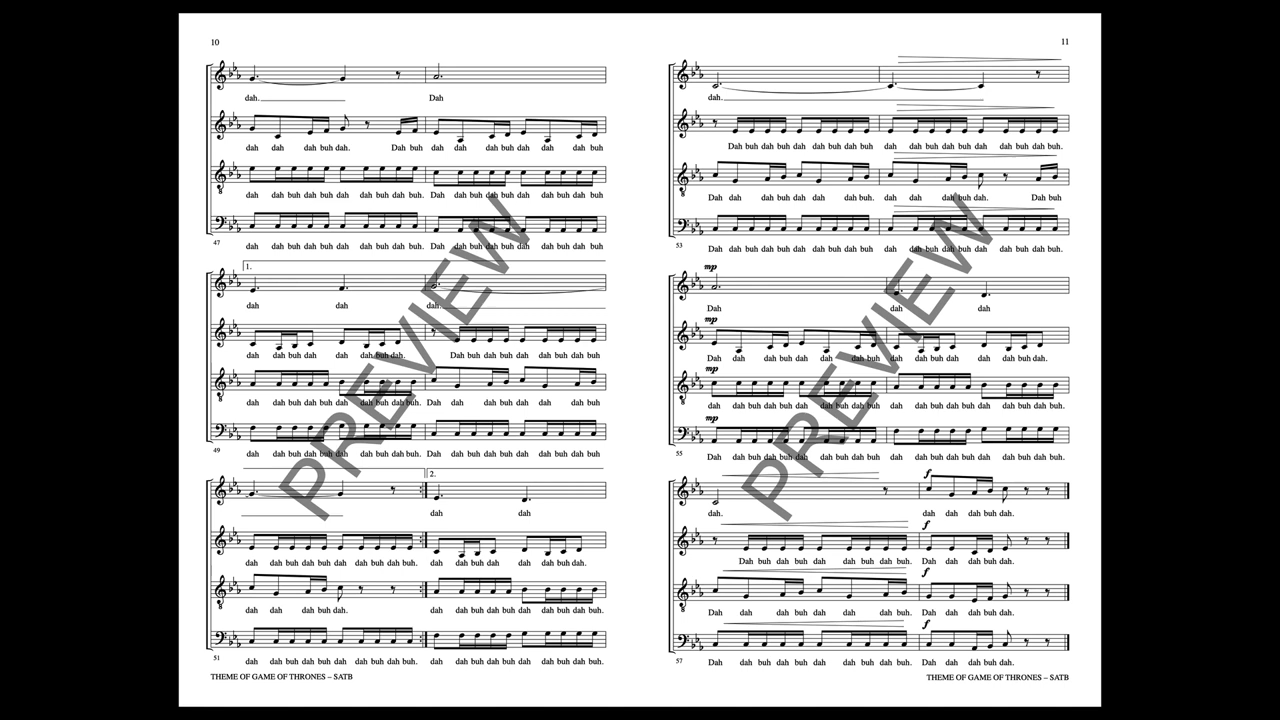 10
dah.
Dah
dah dah dah buh dah. Dah buh dah dah dah buh dah dah dah buh
dah dah buh dah buh dah dah buh dah buh Dah dah buh dah buh dah dah buh dah buh
47
dah dah buh dah buh dah dah buh dah buh Dah dah buh dah buh dah dah buh dah buh
1.
dah dah dah.
dah dah buh dah dah dah buh dah. Dah buh dah buh dah dah buh dah buh
dah dah buh dah buh dah dah buh dah buh. Dah dah dah buh dah dah dah buh
49
dah dah buh dah buh dah dah buh dah buh. Dah dah buh dah buh dah dah buh dah buh
2.
dah dah
dah dah buh dah buh dah dah buh dah buh. dah dah buh dah dah dah buh dah.
dah dah dah buh dah. dah dah buh dah buh dah dah buh dah buh.
51
dah dah buh dah buh dah dah buh dah buh. dah dah buh dah buh dah dah buh dah buh.
THEME OF GAME OF THRONES – SATB
11
dah.
Dah buh dah buh dah dah buh dah buh dah dah buh dah buh dah dah buh dah buh.
Dah dah dah buh dah dah dah buh. Dah dah dah buh dah. Dah buh
53
Dah dah buh dah buh dah dah buh dah buh dah dah buh dah buh dah dah buh dah buh.
mp
Dah dah dah
mp
Dah dah dah buh dah dah dah buh dah dah buh dah dah dah buh dah.
mp
dah dah buh dah buh dah dah buh dah buh dah dah buh dah buh dah dah buh dah buh.
mp
55
Dah dah buh dah buh dah dah buh dah buh dah dah buh dah buh dah dah buh dah buh.
f
dah. dah dah dah buh dah.
f
Dah buh dah buh dah dah buh dah buh. Dah dah dah buh dah.
f
Dah dah dah buh dah dah dah buh. Dah dah dah buh dah.
f
57
Dah dah buh dah buh dah dah buh dah buh. Dah dah dah buh dah.
THEME OF GAME OF THRONES – SATB
PREVIEW
PREVIEW